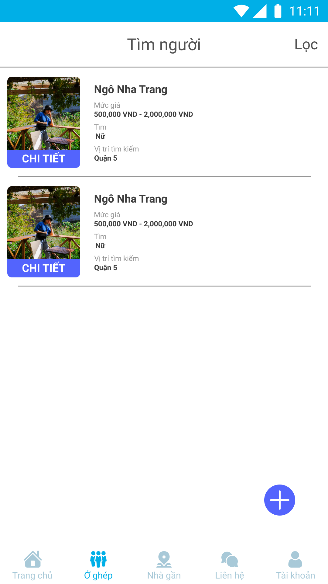 11:11
Tìm người
Lọc
Ngô Nha Trang
Mức giá
500,000 VND - 2,000,000 VND
Tìm
Nữ
Vị trí tìm kiếm
Quận 5
CHI TIẾT
Ngô Nha Trang
Mức giá
500,000 VND - 2,000,000 VND
Tìm
Nữ
Vị trí tìm kiếm
Quận 5
CHI TIẾT
Trang chủ
Ở ghép
Nhà gần
Liên hệ
Tài khoản